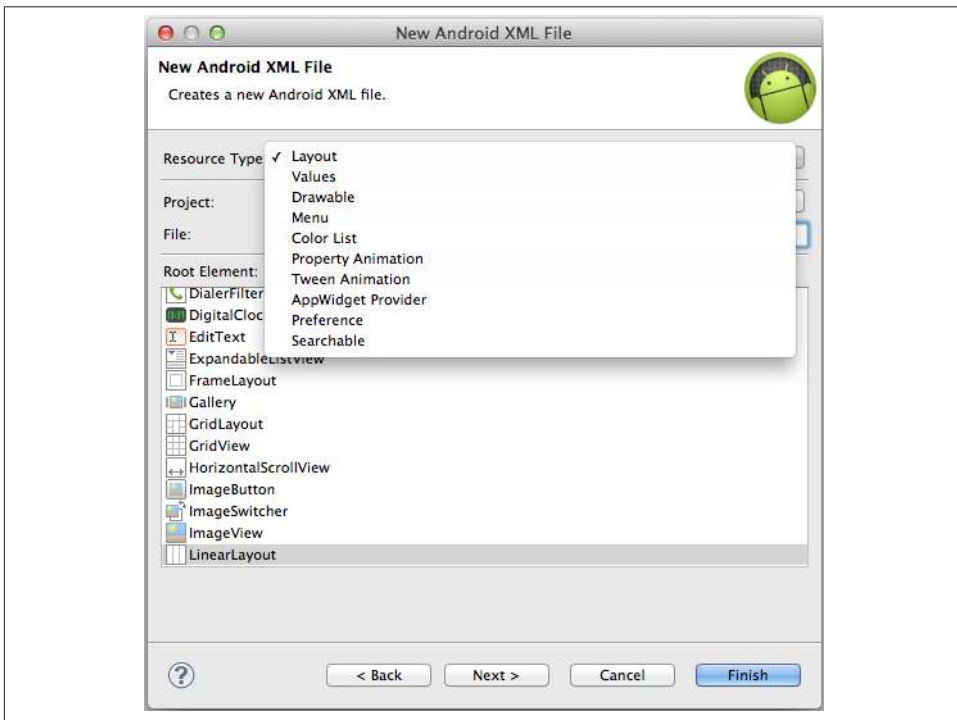 New Android XML File
New Android XML File
Creates a new Android XML file.
Resource Type
✓ Layout
Values
Drawable
Menu
Color List
Property Animation
Tween Animation
AppWidget Provider
Preference
Searchable
Project:
File:
Root Element:
DialerFilter
DigitalCloc
EditText
ExpandableListView
FrameLayout
Gallery
GridLayout
GridView
HorizontalScrollView
ImageButton
ImageSwitcher
ImageView
LinearLayout
?
< Back
Next >
Cancel
Finish